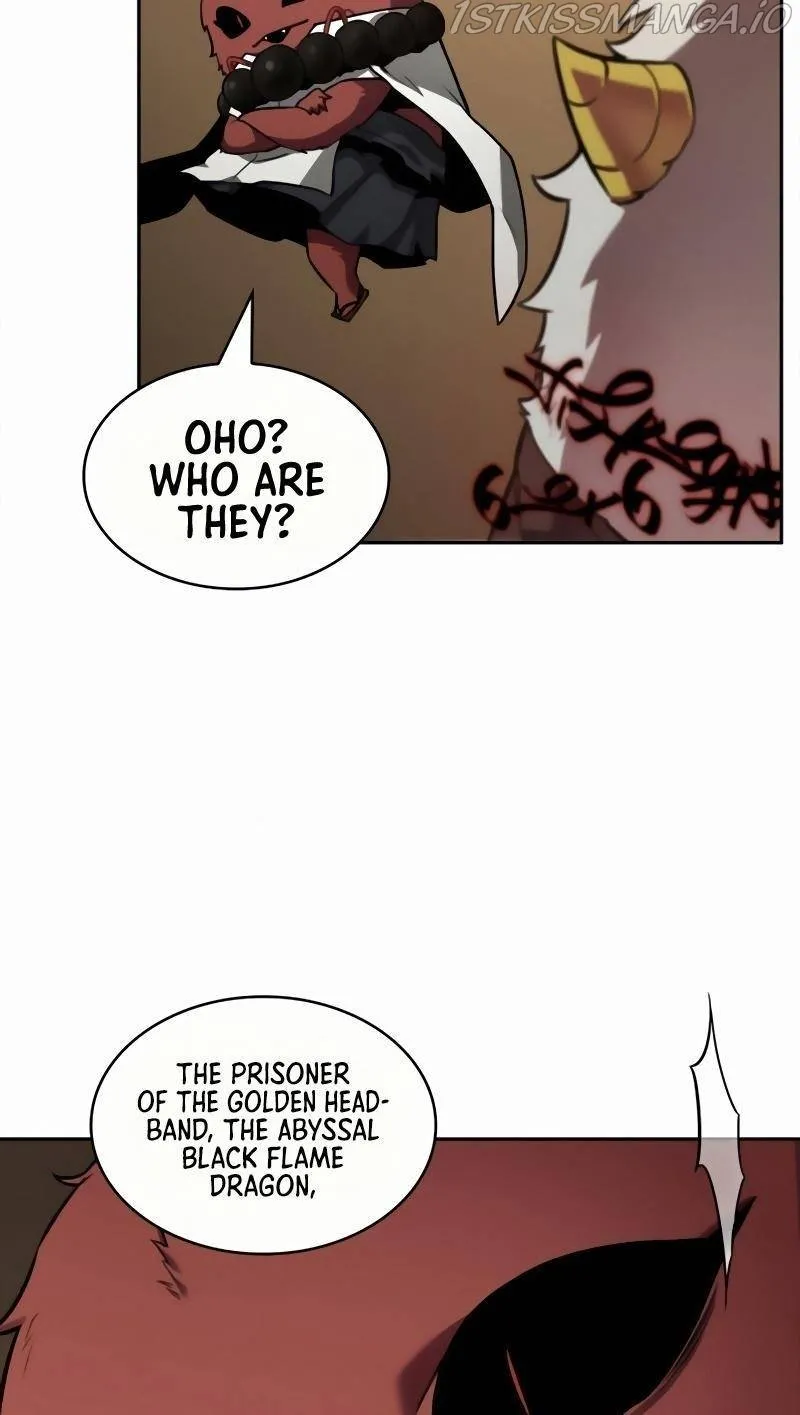 1STKISSMANGA.IO
OHO?
WHO ARE
THEY?
THE PRISONER
OF THE GOLDEN HEAD-
BAND, THE ABYSSAL
BLACK FLAME
DRAGON,